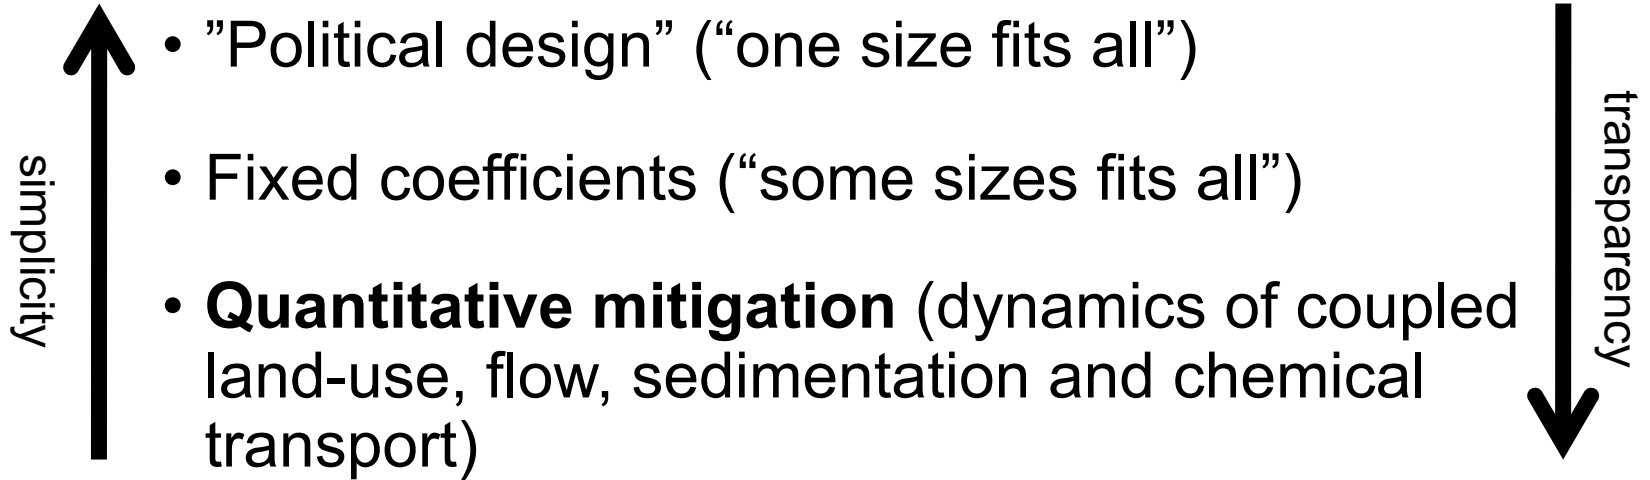 • ”Political design” (“one size fits all”)
• Fixed coefficients (“some sizes fits all”)
• Quantitative mitigation (dynamics of coupled
land-use, flow, sedimentation and chemical
transport)
simplicity
transparency